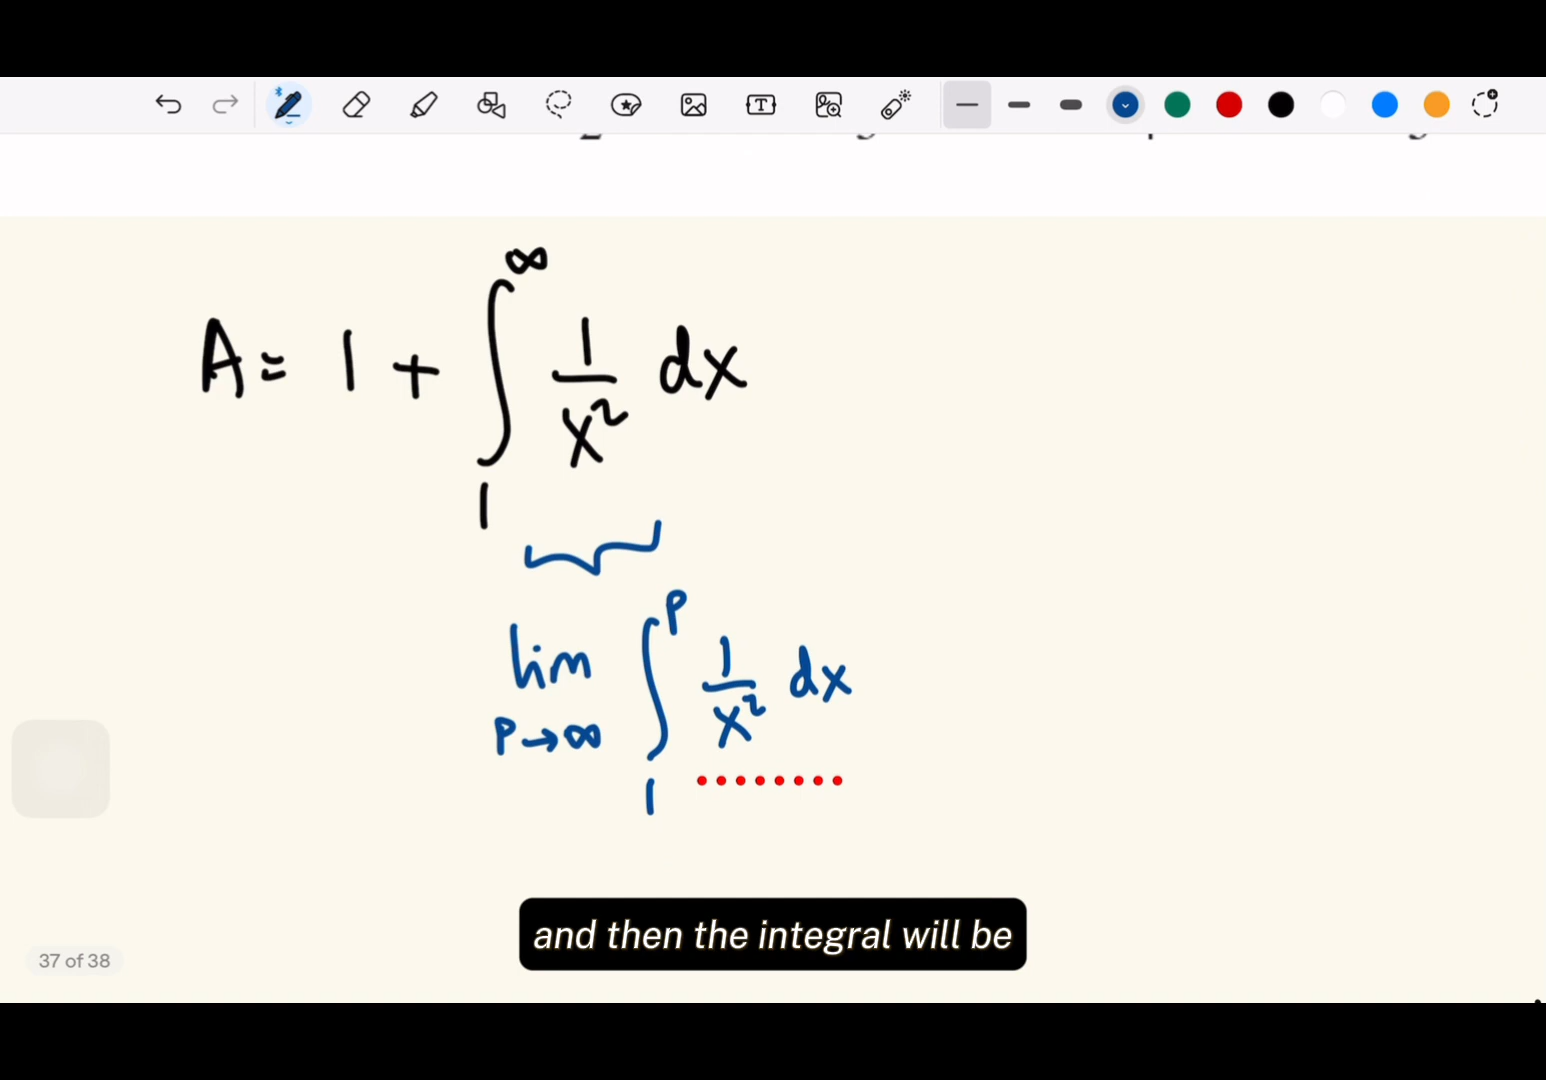 A = 1 + ∫₁^∞ 1/x² dx
lim P→∞ ∫₁^P 1/x² dx
and then the integral will be
37 of 38